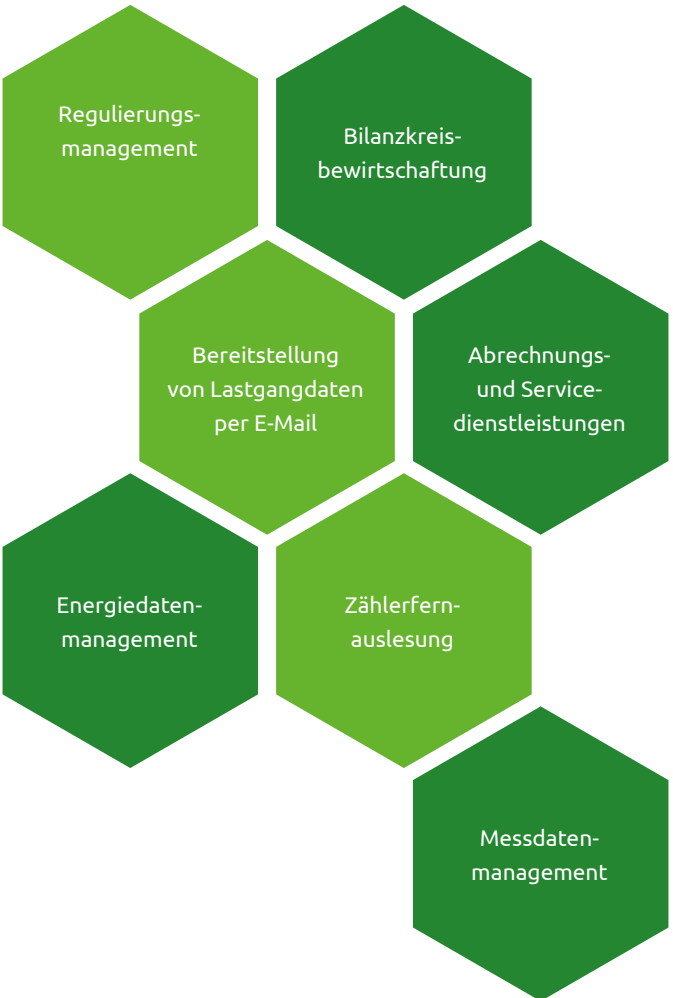 Regulierungs-
management
Bilanzkreis-
bewirtschaftung
Bereitstellung
von Lastgangdaten
per E-Mail
Abrechnungs-
und Service-
dienstleistungen
Energiedaten-
management
Zählerfern-
auslesung
Messdaten-
management